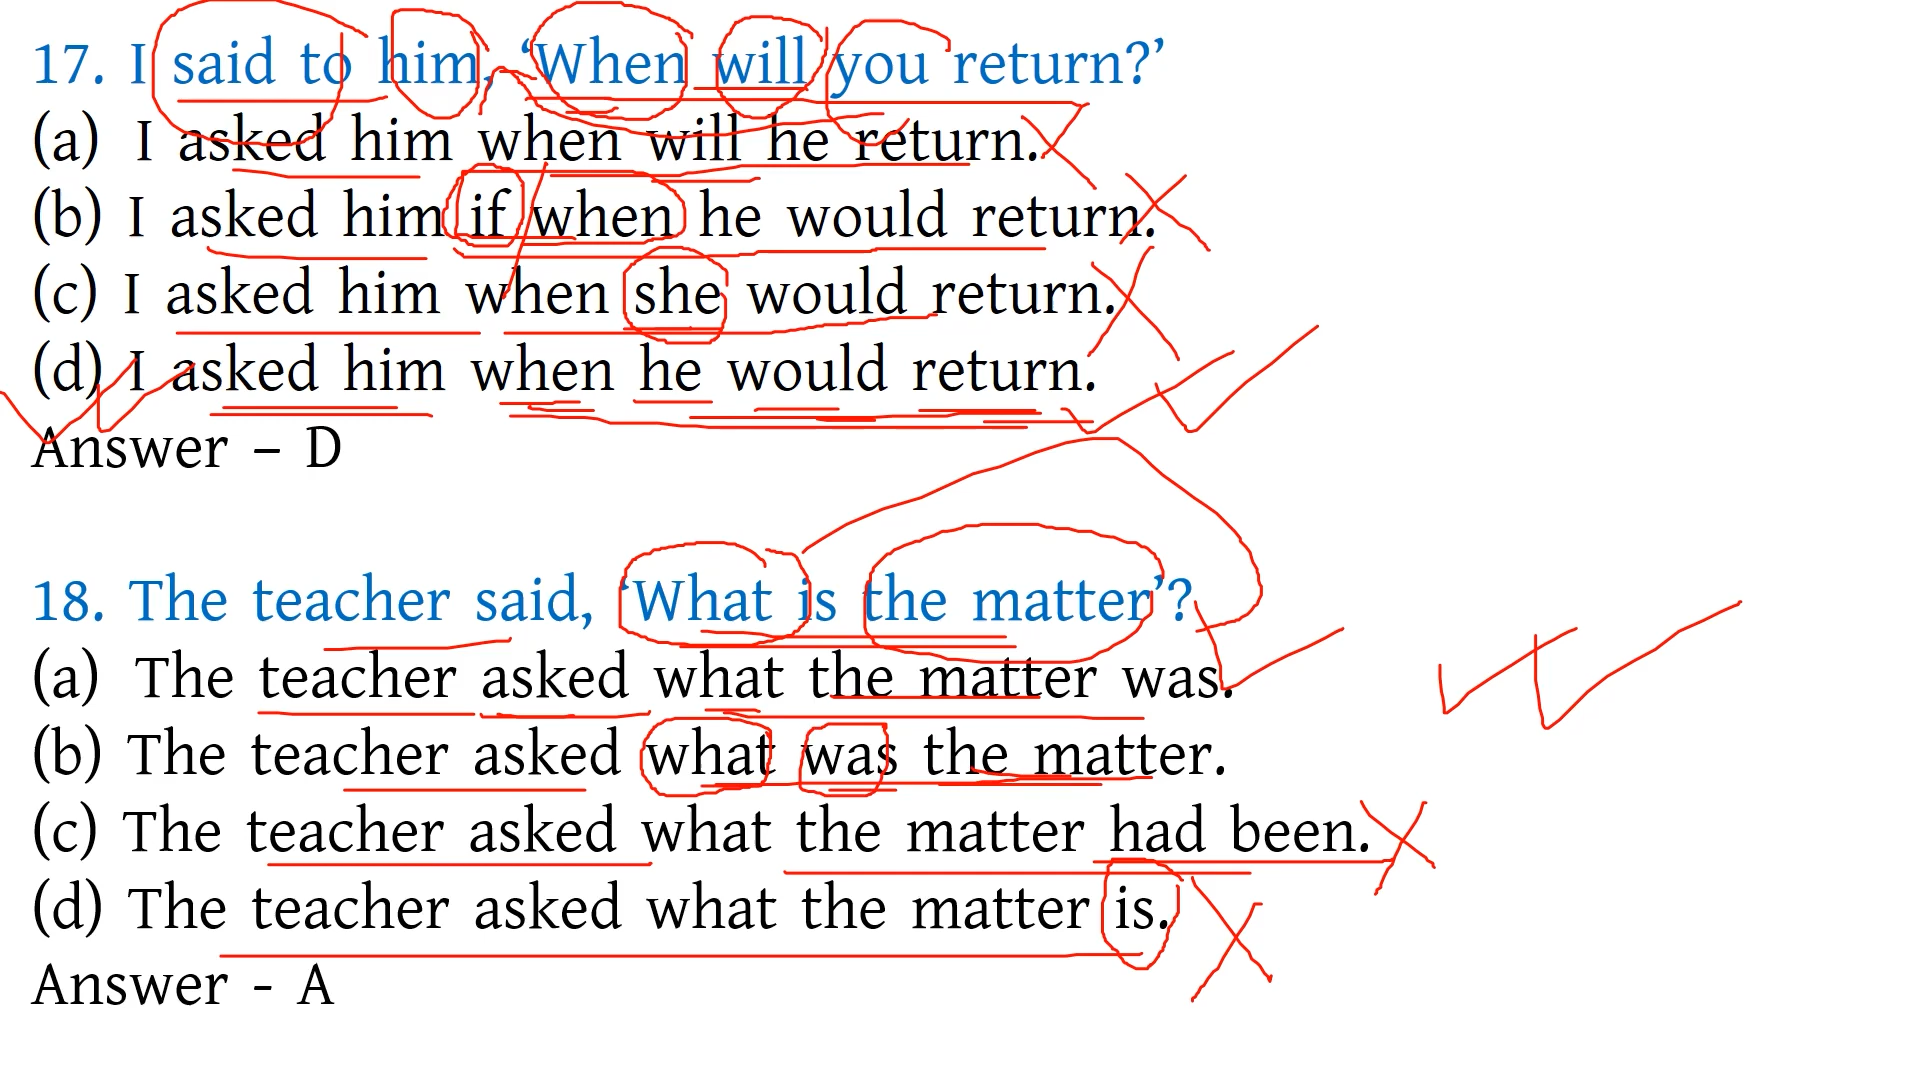 17. I said to him, ‘When will you return?’
(a) I asked him when will he return.
(b) I asked him if when he would return.
(c) I asked him when she would return.
(d) I asked him when he would return.
Answer – D
18. The teacher said, ‘What is the matter’?
(a) The teacher asked what the matter was.
(b) The teacher asked what was the matter.
(c) The teacher asked what the matter had been.
(d) The teacher asked what the matter is.
Answer - A